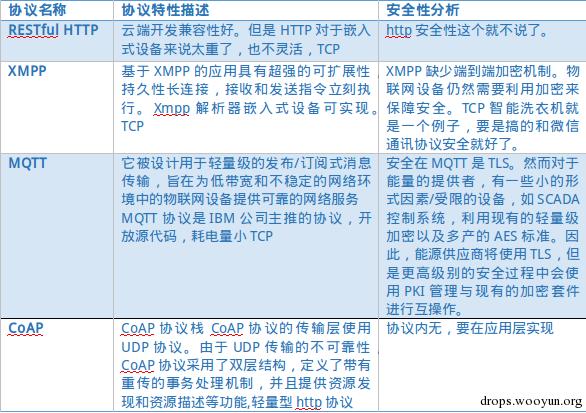 协议名称 协议特性描述 安全性分析
RESTful HTTP 云端开发兼容性好。但是 HTTP 对于嵌入
式设备来说太重了，也不灵活，TCP
http 安全性这个就不说了。
XMPP 基于 XMPP 的应用具有超强的可扩展性，
持久性长连接，接收和发送指令立刻执
行。Xmpp 解析器嵌入式设备可实现。
TCP
XMPP 缺少端到端加密机制。物
联网设备仍然需要利用加密来
保障安全。TCP 智能洗衣机就
是一个例子，要是搞的和微信
通讯协议安全就好了。
MQTT 它被设计用于轻量级的发布/订阅式消息
传输，旨在为低带宽和不稳定的网络环
境中的物联网设备提供可靠的网络服务
MQTT 协议是 IBM 公司主推的协议，开
放源代码，耗电量小 TCP
安全在 MQTT 是 TLS。然而对于
能量的提供者，有一些小的形
式因素/受限的设备，如 SCADA
控制系统，利用现有的轻量级
加密以及多产的 AES 标准。因
此，能源供应商将使用 TLS，但
是更高级别的安全过程中会使
用 PKI 管理与现有的加密套件
进行互操作。
CoAP CoAP 协议栈 CoAP 协议的传输层使用
UDP 协议。由于 UDP 传输的不可靠性，
CoAP 协议采用了双层结构，定义了带有
重传的事务处理机制，并且提供资源发
现和资源描述等功能,轻量型 http 协议
协议内无，要在应用层实现
drops.wooyun.org